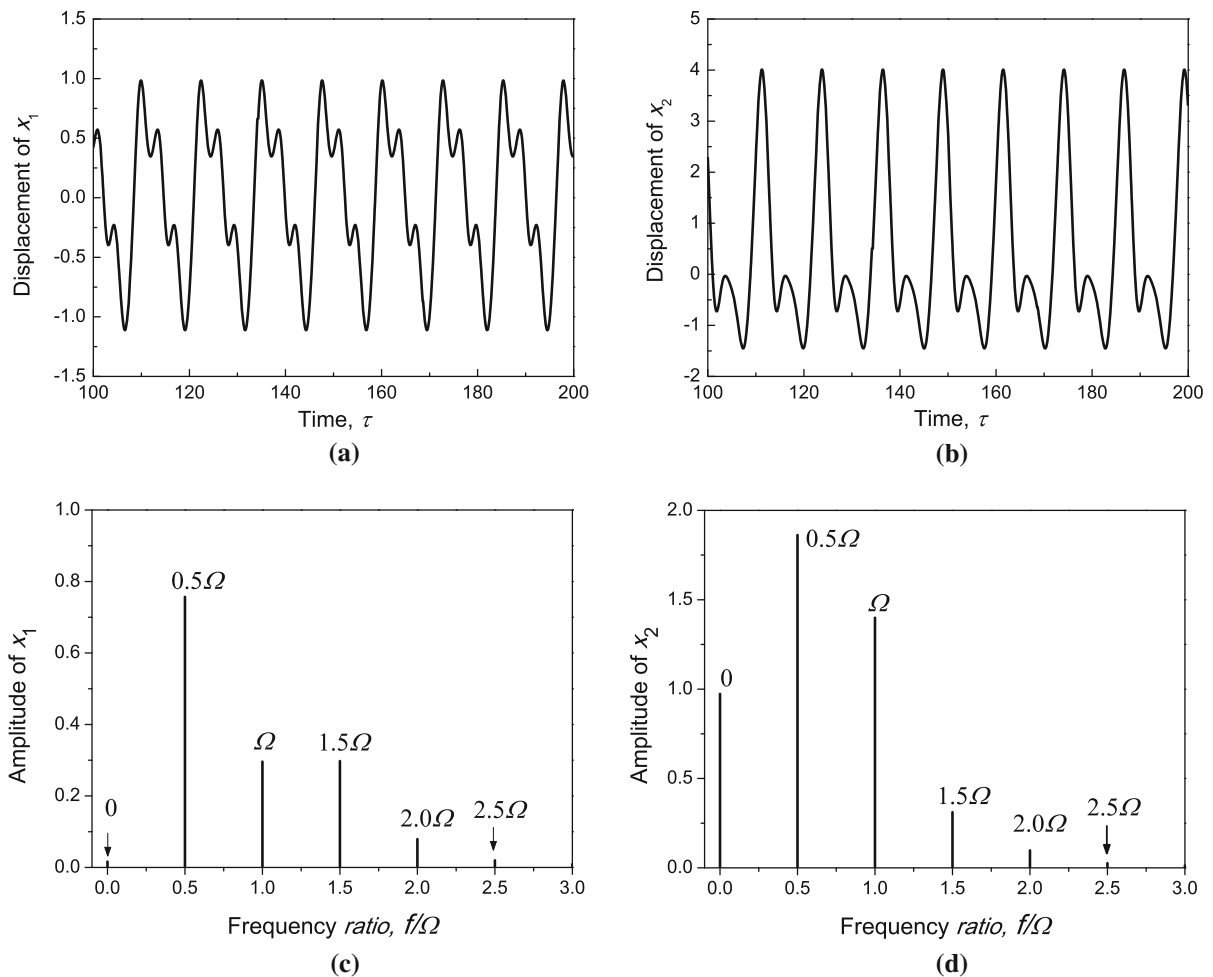 1.5
1.0
0.5
0.0
-0.5
-1.0
-1.5
Displacement of x₁
100 120 140 160 180 200
Time, τ
(a)
5
4
3
2
1
0
-1
-2
Displacement of x₂
100 120 140 160 180 200
Time, τ
(b)
1.0
0.8
0.6
0.4
0.2
0.0
Amplitude of x₁
0
0.5Ω
Ω
1.5Ω
2.0Ω
2.5Ω
0.0 0.5 1.0 1.5 2.0 2.5 3.0
Frequency ratio, f/Ω
(c)
2.0
1.5
1.0
0.5
0.0
Amplitude of x₂
0
0.5Ω
Ω
1.5Ω
2.0Ω
2.5Ω
0.0 0.5 1.0 1.5 2.0 2.5 3.0
Frequency ratio, f/Ω
(d)